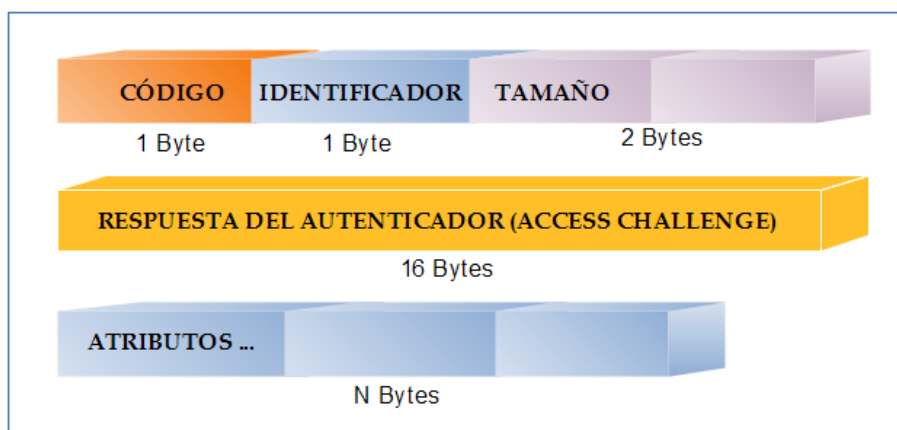 CÓDIGO IDENTIFICADOR TAMAÑO
1 Byte 1 Byte 2 Bytes
RESPUESTA DEL AUTENTICADOR (ACCESS CHALLENGE)
16 Bytes
ATRIBUTOS ...
N Bytes